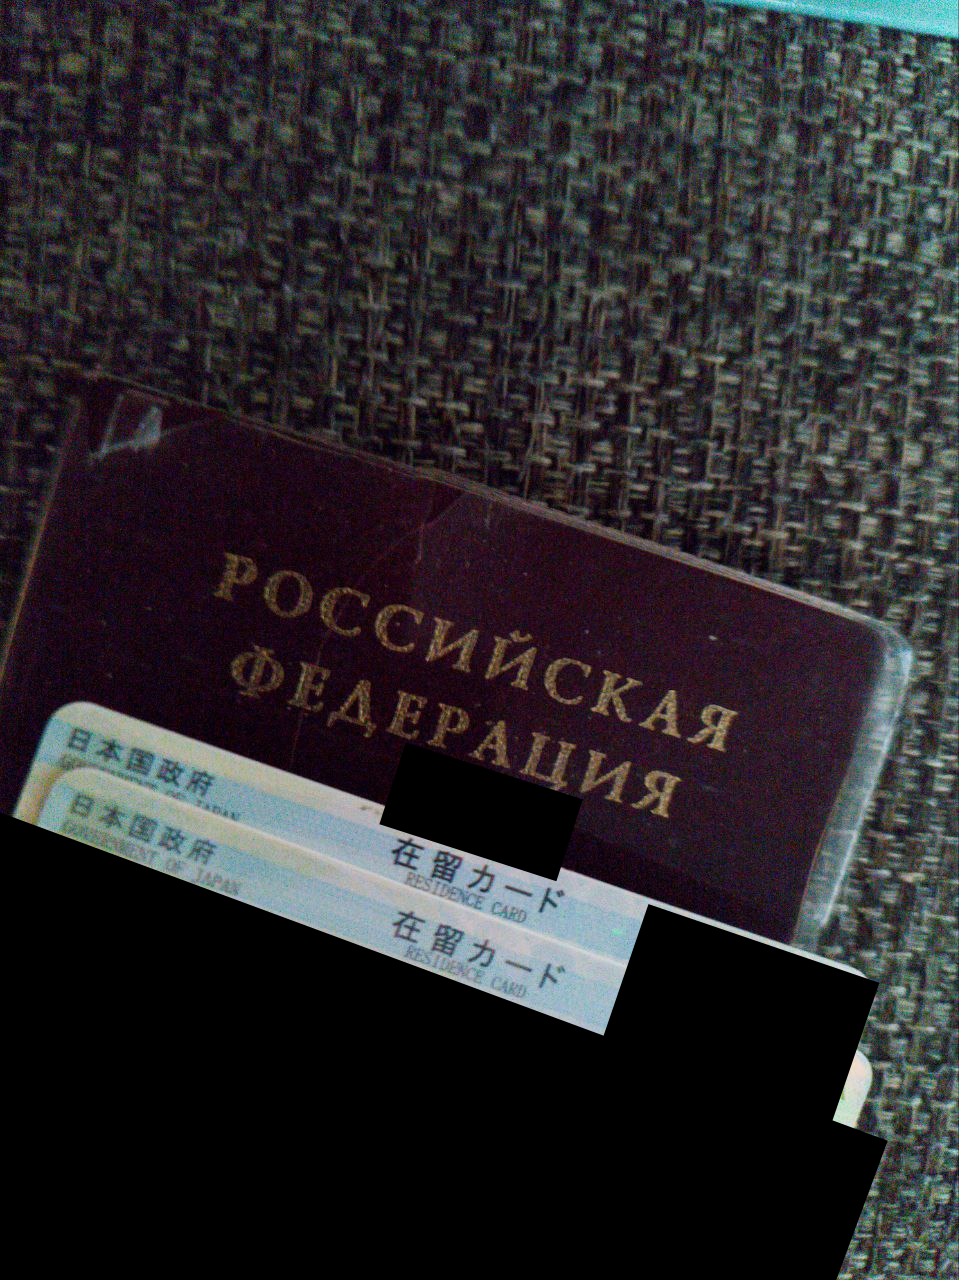 РОССИЙСКАЯ
ФЕДЕРАЦИЯ
日本国政府
在留カード
RESIDENCE CARD
日本国政府
GOVERNMENT OF JAPAN
在留カード
RESIDENCE CARD